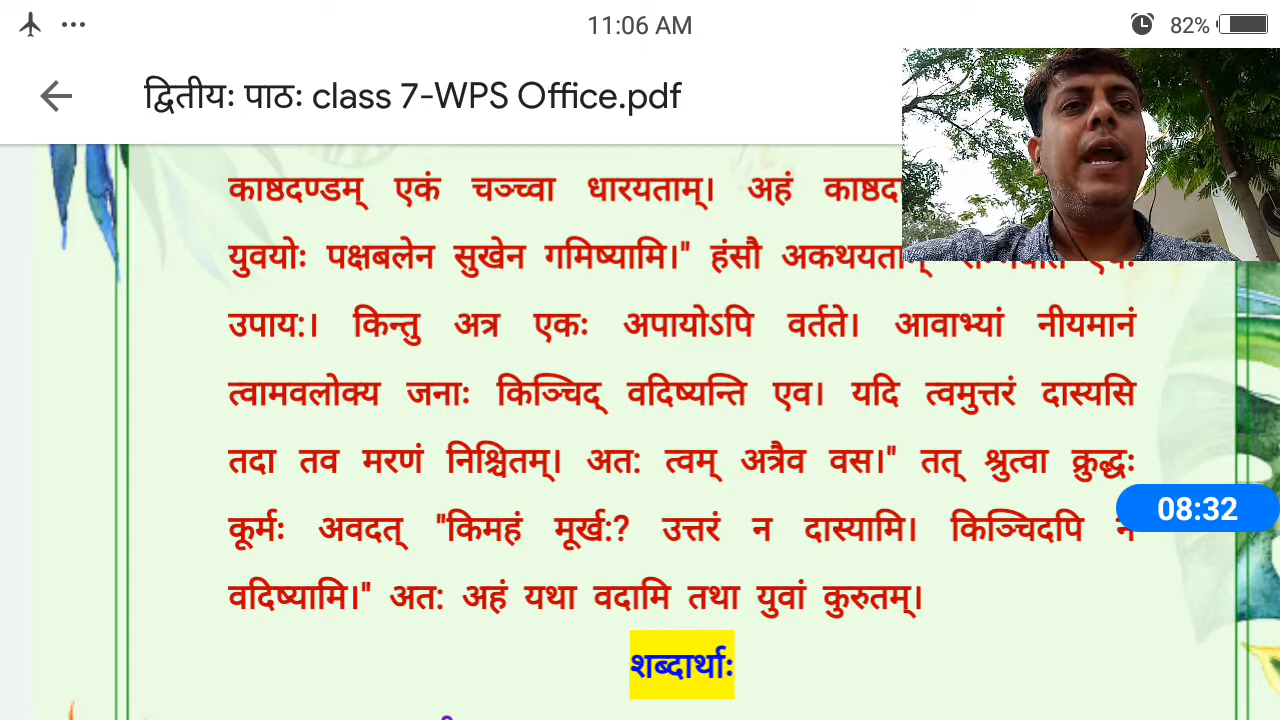 11:06 AM
82%
द्वितीयः पाठः class 7-WPS Office.pdf
काष्ठदण्डम् एकं चञ्च्वा धारयताम्। अहं
युवयोः पक्षबलेन सुखेन गमिष्यामि।" हंसौ
उपायः। किन्तु अत्र एकः अपायोऽपि वर्तते। आवाभ्यां नीयमानं
त्वामवलोक्य जनाः किञ्चिद् वदिष्यन्ति एव। यदि त्वमुत्तरं दास्यसि
तदा तव मरणं निश्चितम्। अतः त्वम् अत्रैव वस।" तत् श्रुत्वा क्रुद्धः
08:32
कूर्मः अवदत् "किमहं मूर्खः? उत्तरं न दास्यामि। किञ्चिदपि न
वदिष्यामि।" अतः अहं यथा वदामि तथा युवां कुरुतम्।
शब्दार्थाः